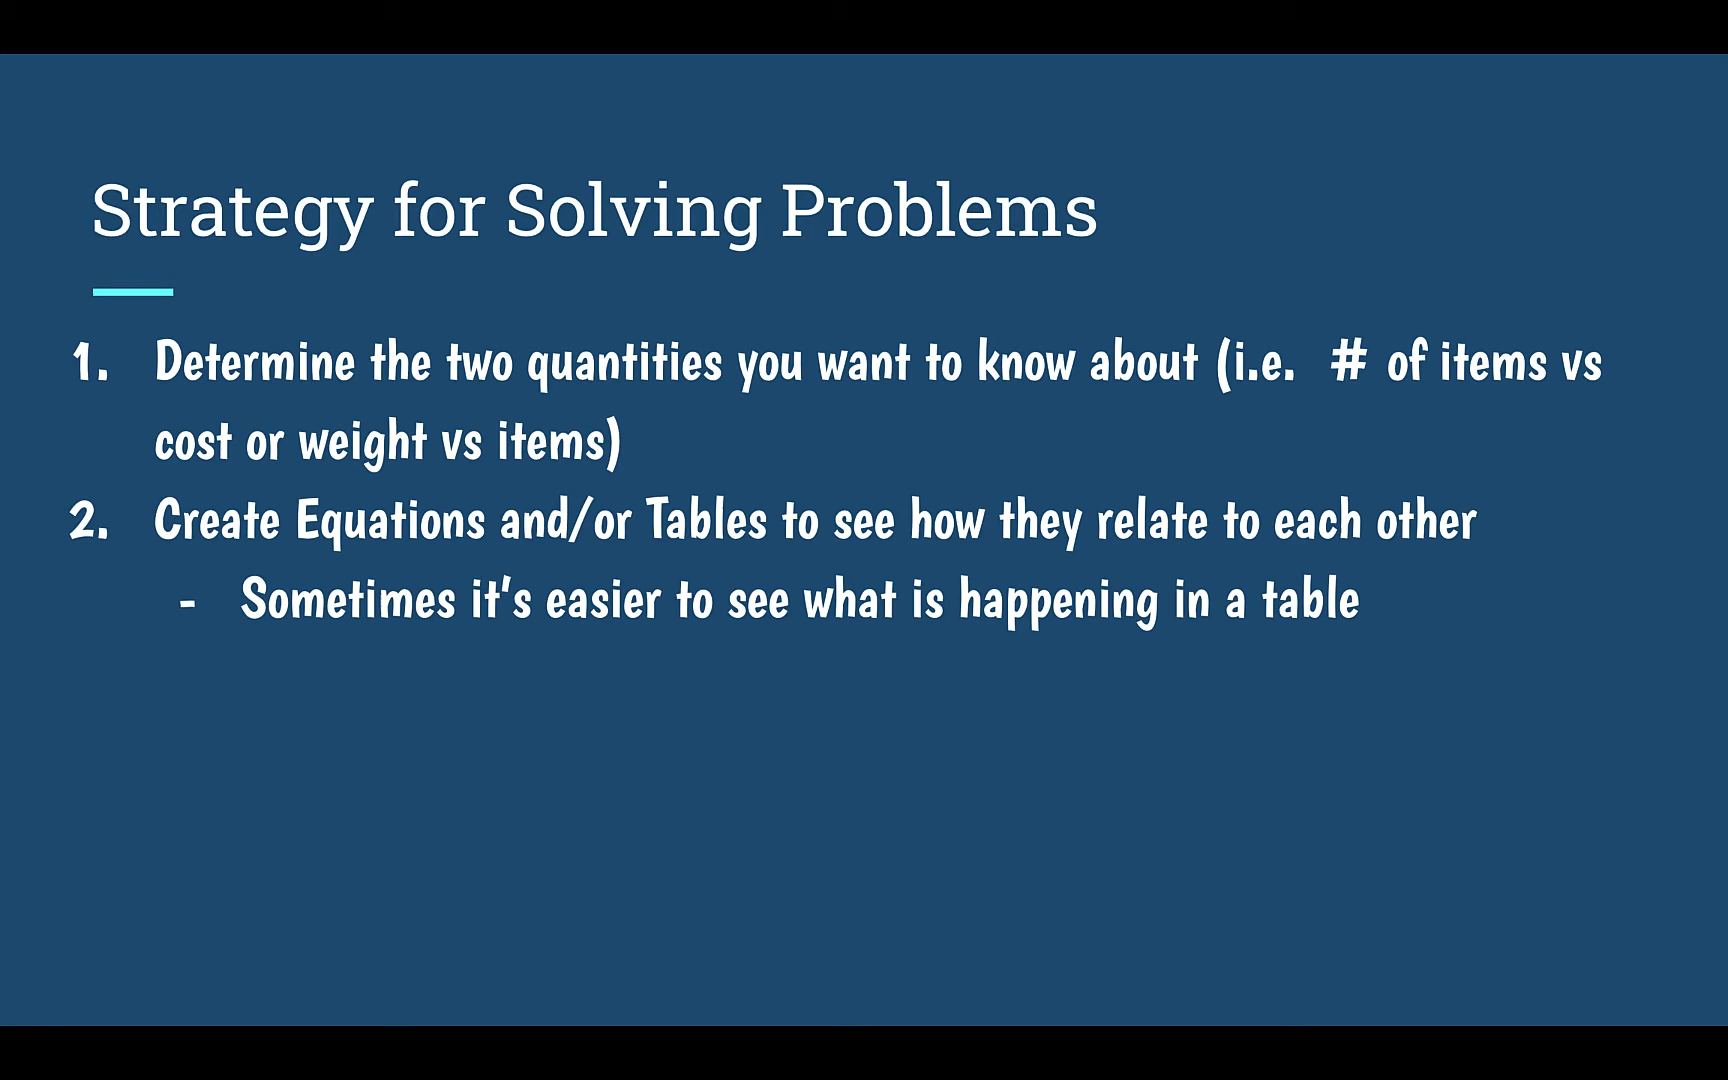 Strategy for Solving Problems
1. Determine the two quantities you want to know about (i.e.  # of items vs
cost or weight vs items)
2. Create Equations and/or Tables to see how they relate to each other
- Sometimes it's easier to see what is happening in a table